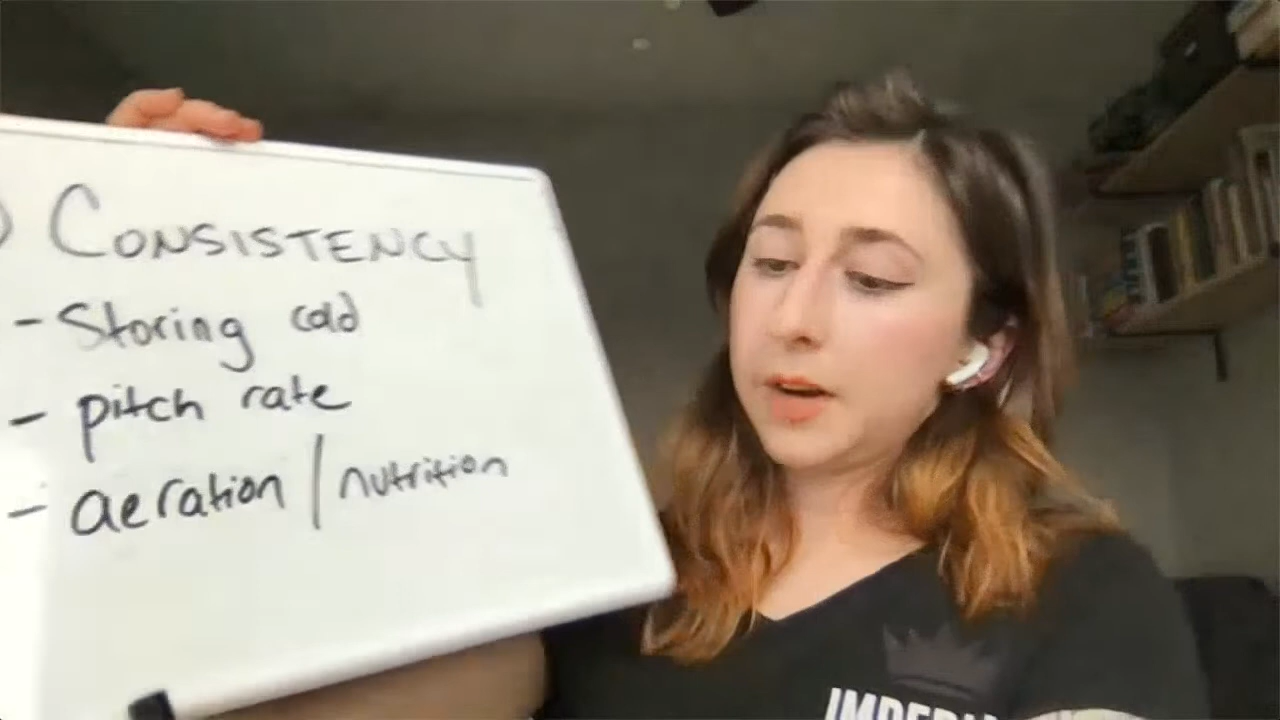 ) CONSISTENCY
- Storing cold
- pitch rate
- aeration / nutrition